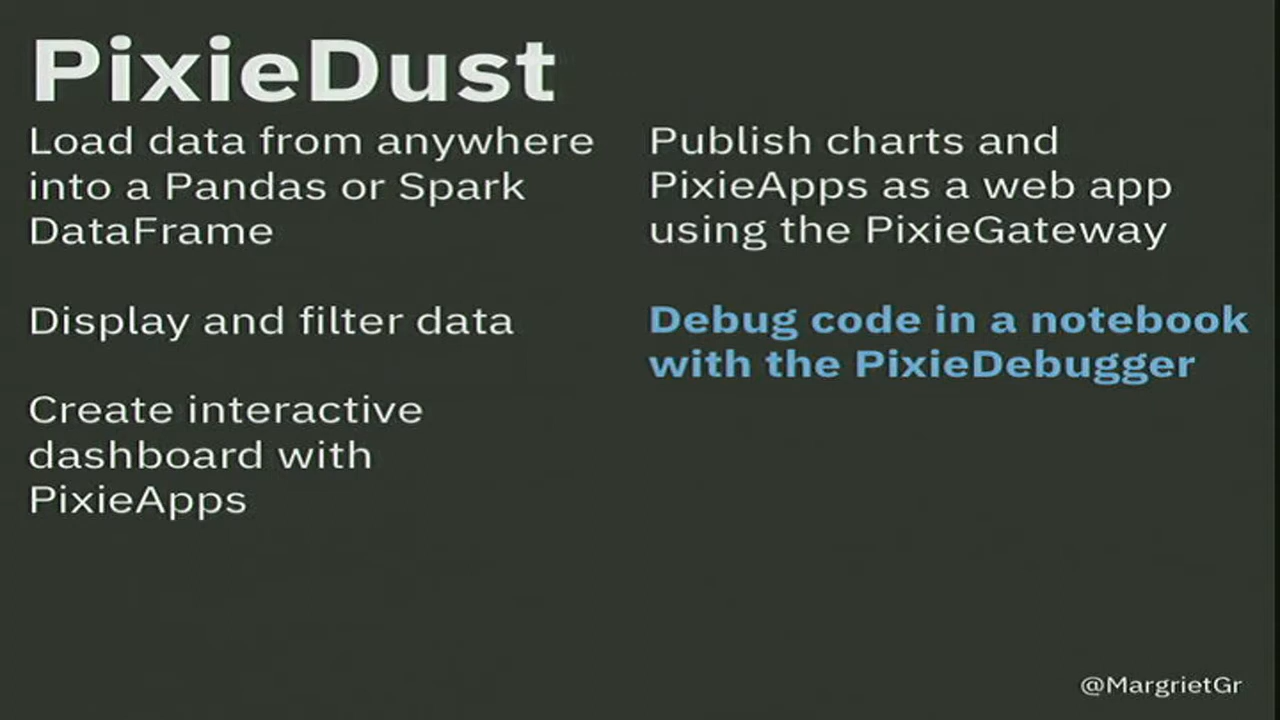 PixieDust
Load data from anywhere
into a Pandas or Spark
DataFrame
Display and filter data
Create interactive
dashboard with
PixieApps
Publish charts and
PixieApps as a web app
using the PixieGateway
Debug code in a notebook
with the PixieDebugger
@MargrietGr